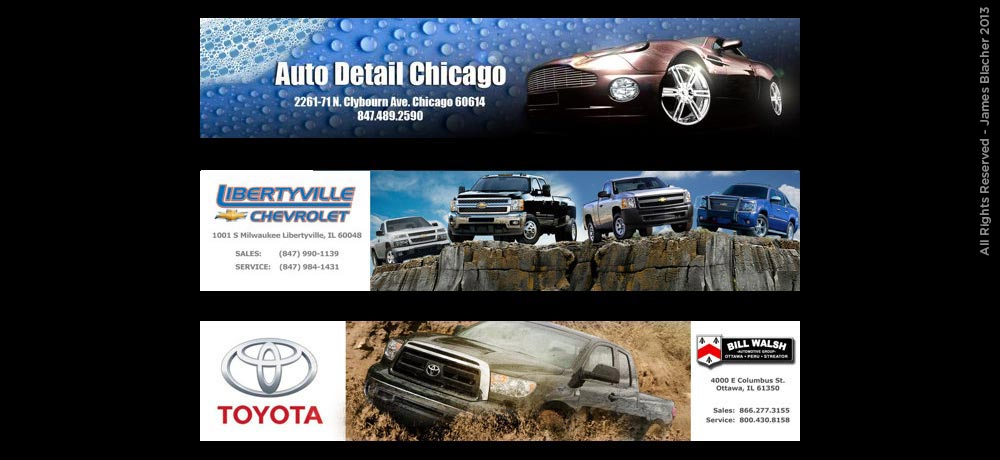 Auto Detail Chicago
2261-71 N. Clybourn Ave. Chicago 60614
847.489.2590
LIBERTYVILLE
CHEVROLET
1001 S Milwaukee Libertyville, IL 60048
SALES: (847) 990-1139
SERVICE: (847) 984-1431
TOYOTA
BILL WALSH
AUTOMOTIVE GROUP
OTTAWA • PERU • STREATOR
4000 E Columbus St.
Ottawa, IL 61350
Sales: 866.277.3155
Service: 800.430.8158
All Rights Reserved - James Blacher 2013